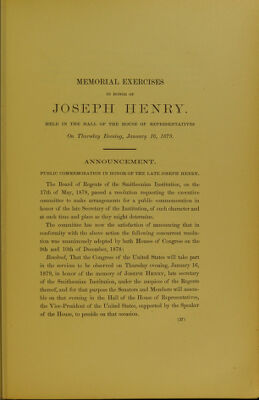 MEMORIAL EXERCISES
IN HONOR OF
JOSEPH HENRY.
HELD IN THE HALL OF THE HOUSE OF REPRESENTATIVES
On Thursday Evening, January 16, 1879.
ANNOUNCEMENT.
PUBLIC COMMEMORATION IN HONOR OF THE LATE JOSEPH HENRY.
The Board of Regents of the Smithsonian Institution, on the
17th of May, 1878, passed a resolution requesting the executive
committee to make arrangements for a public commemoration in
honor of the late Secretary of the Institution, of such character and
at such time and place as they might determine.
The committee has now the satisfaction of announcing that in
conformity with the above action the following concurrent resolu-
tion was unanimously adopted by both Houses of Congress on the
9th and 10th of December, 1878:
Resolved, That the Congress of the United States will take part
in the services to be observed on Thursday evening, January 16,
1879, in honor of the memory of JOSEPH HENRY, late secretary
of the Smithsonian Institution, under the auspices of the Regents
thereof, and for that purpose the Senators and Members will assem-
ble on that evening in the Hall of the House of Representatives,
the Vice-President of the United States, supported by the Speaker
of the House, to preside on that occasion.
(37)